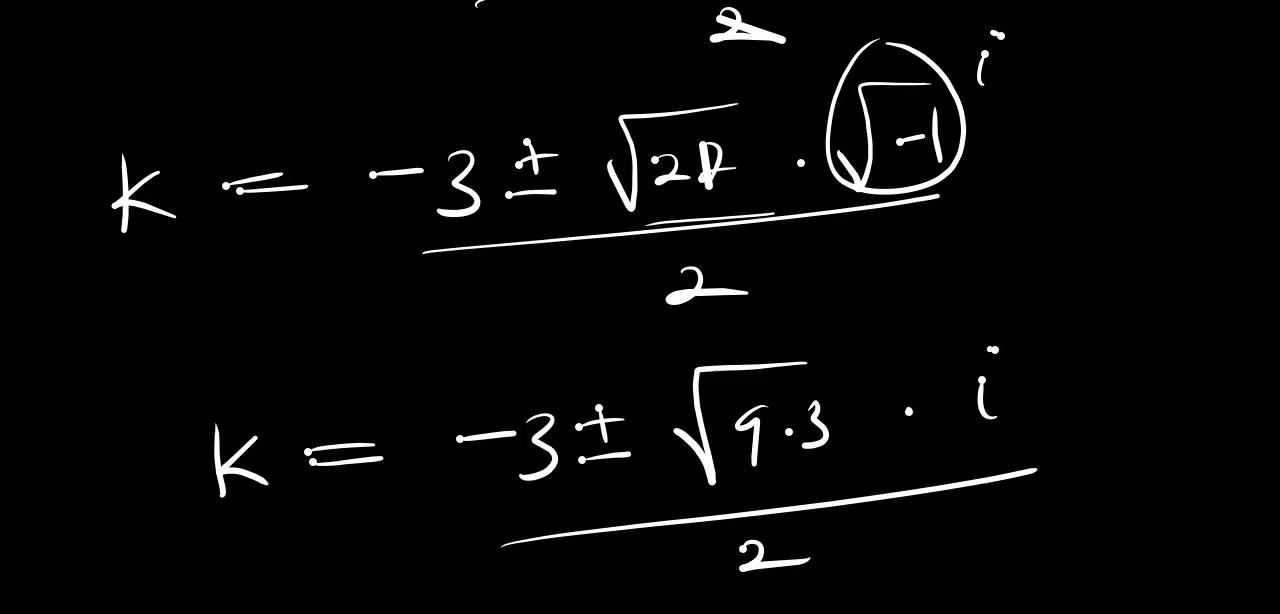 2
K = (-3 ± √27 · √-1) / 2 i
K = (-3 ± √9·3 · i) / 2